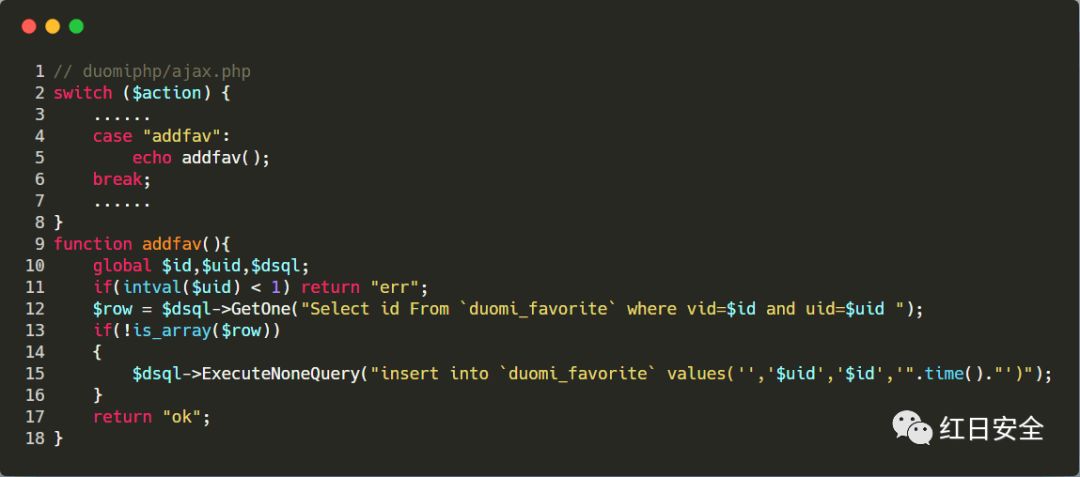 1 // duomiphp/ajax.php
2 switch ($action) {
3     ......
4     case "addfav":
5         echo addfav();
6     break;
7     ......
8 }
9 function addfav(){
10     global $id,$uid,$dsql;
11     if(intval($uid) < 1) return "err";
12     $row = $dsql->GetOne("Select id From `duomi_favorite` where vid=$id and uid=$uid ");
13     if(!is_array($row))
14     {
15         $dsql->ExecuteNoneQuery("insert into `duomi_favorite` values('','$uid','$id','".time()."')");
16     }
17     return "ok";
18 }
红日安全